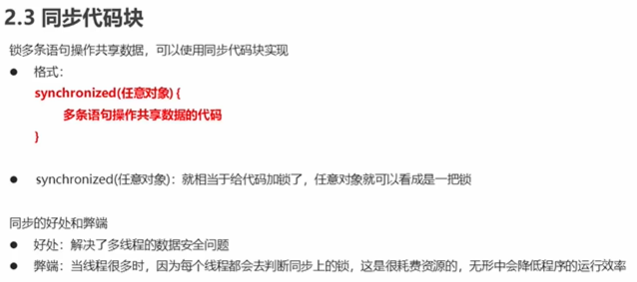 2.3 同步代码块
锁多条语句操作共享数据，可以使用同步代码块实现
● 格式：
synchronized(任意对象) {
多条语句操作共享数据的代码
}
● synchronized(任意对象)：就相当于给代码加锁了，任意对象就可以看成是一把锁
同步的好处和弊端
● 好处：解决了多线程的数据安全问题
● 弊端：当线程很多时，因为每个线程都会去判断同步上的锁，这是很耗费资源的，无形中会降低程序的运行效率